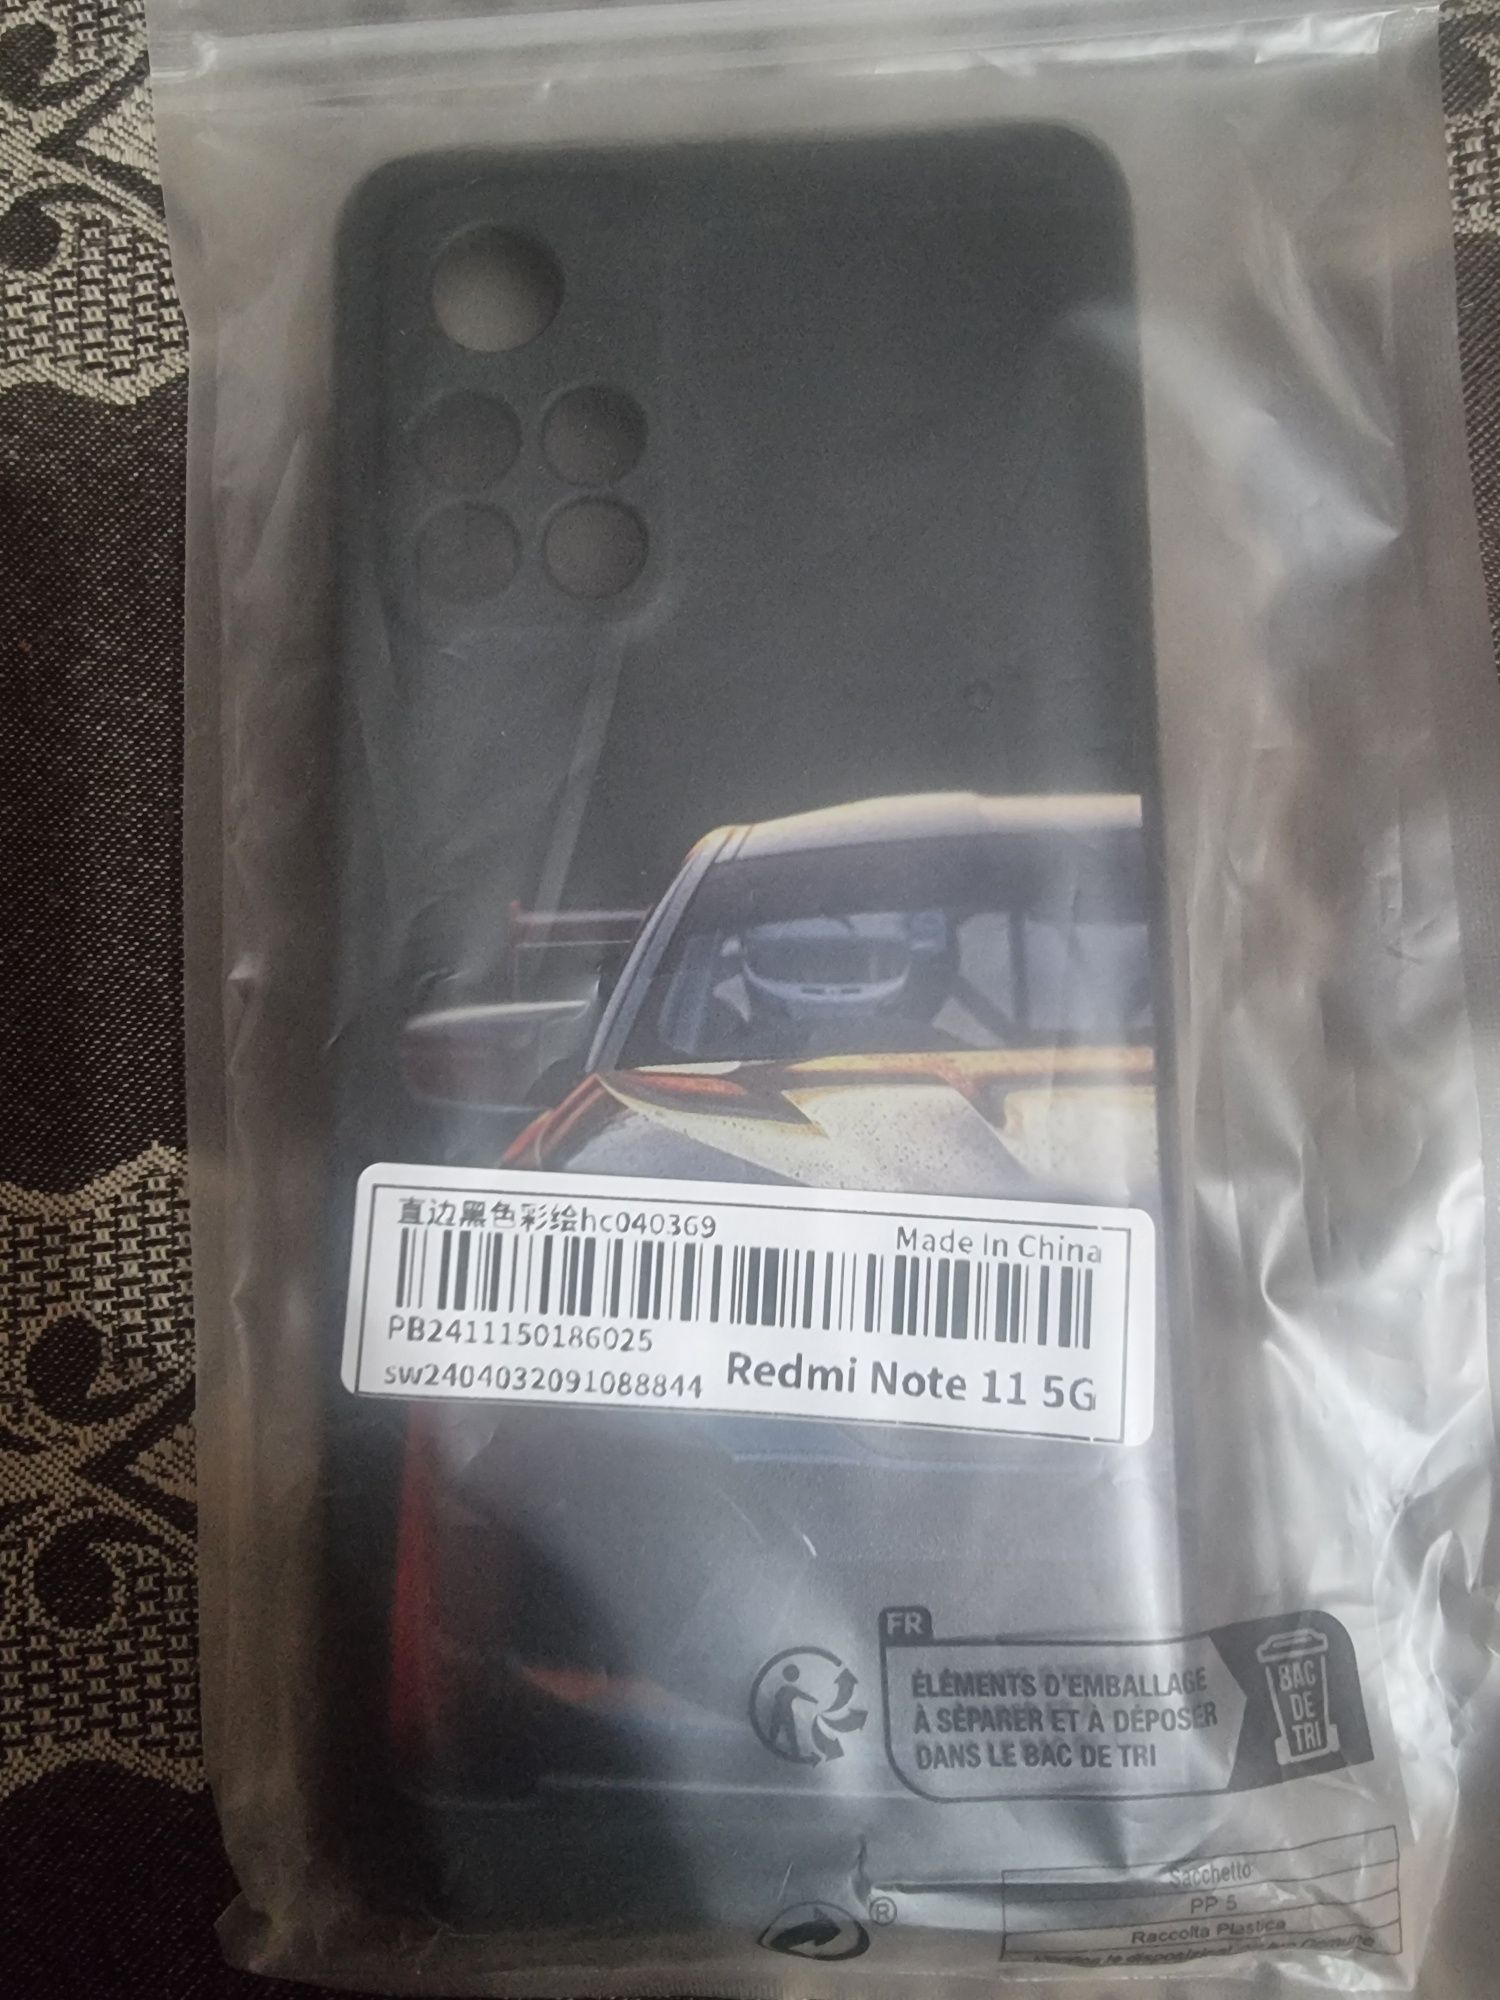 直边黑色彩绘hc040369
Made In China
PB2411150186025
sw2404032091088844
Redmi Note 11 5G
FR
ÉLÉMENTS D'EMBALLAGE
À SÉPARER ET À DÉPOSER
DANS LE BAC DE TRI
BAC
DE
TRI
®
Sacchetto
PP 5
Raccolta Plastica